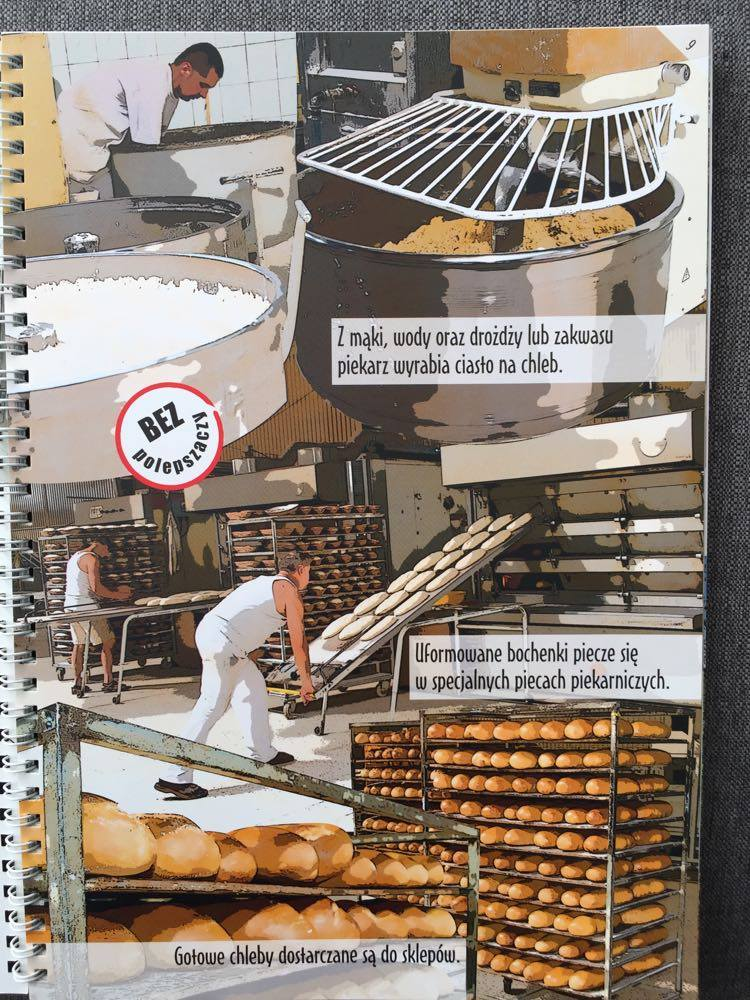 9
Z mąki, wody oraz drożdży lub zakwasu
piekarz wyrabia ciasto na chleb.
BEZ
polepszaczy
Uformowane bochenki piecze się
w specjalnych piecach piekarniczych.
Gotowe chleby dostarczane są do sklepów.